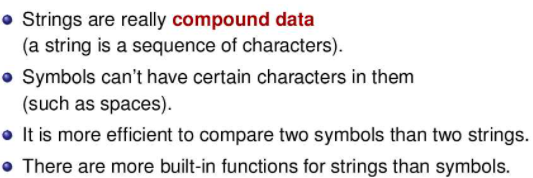 Strings are really compound data
(a string is a sequence of characters).
Symbols can't have certain characters in them
(such as spaces).
It is more efficient to compare two symbols than two strings.
There are more built-in functions for strings than symbols.